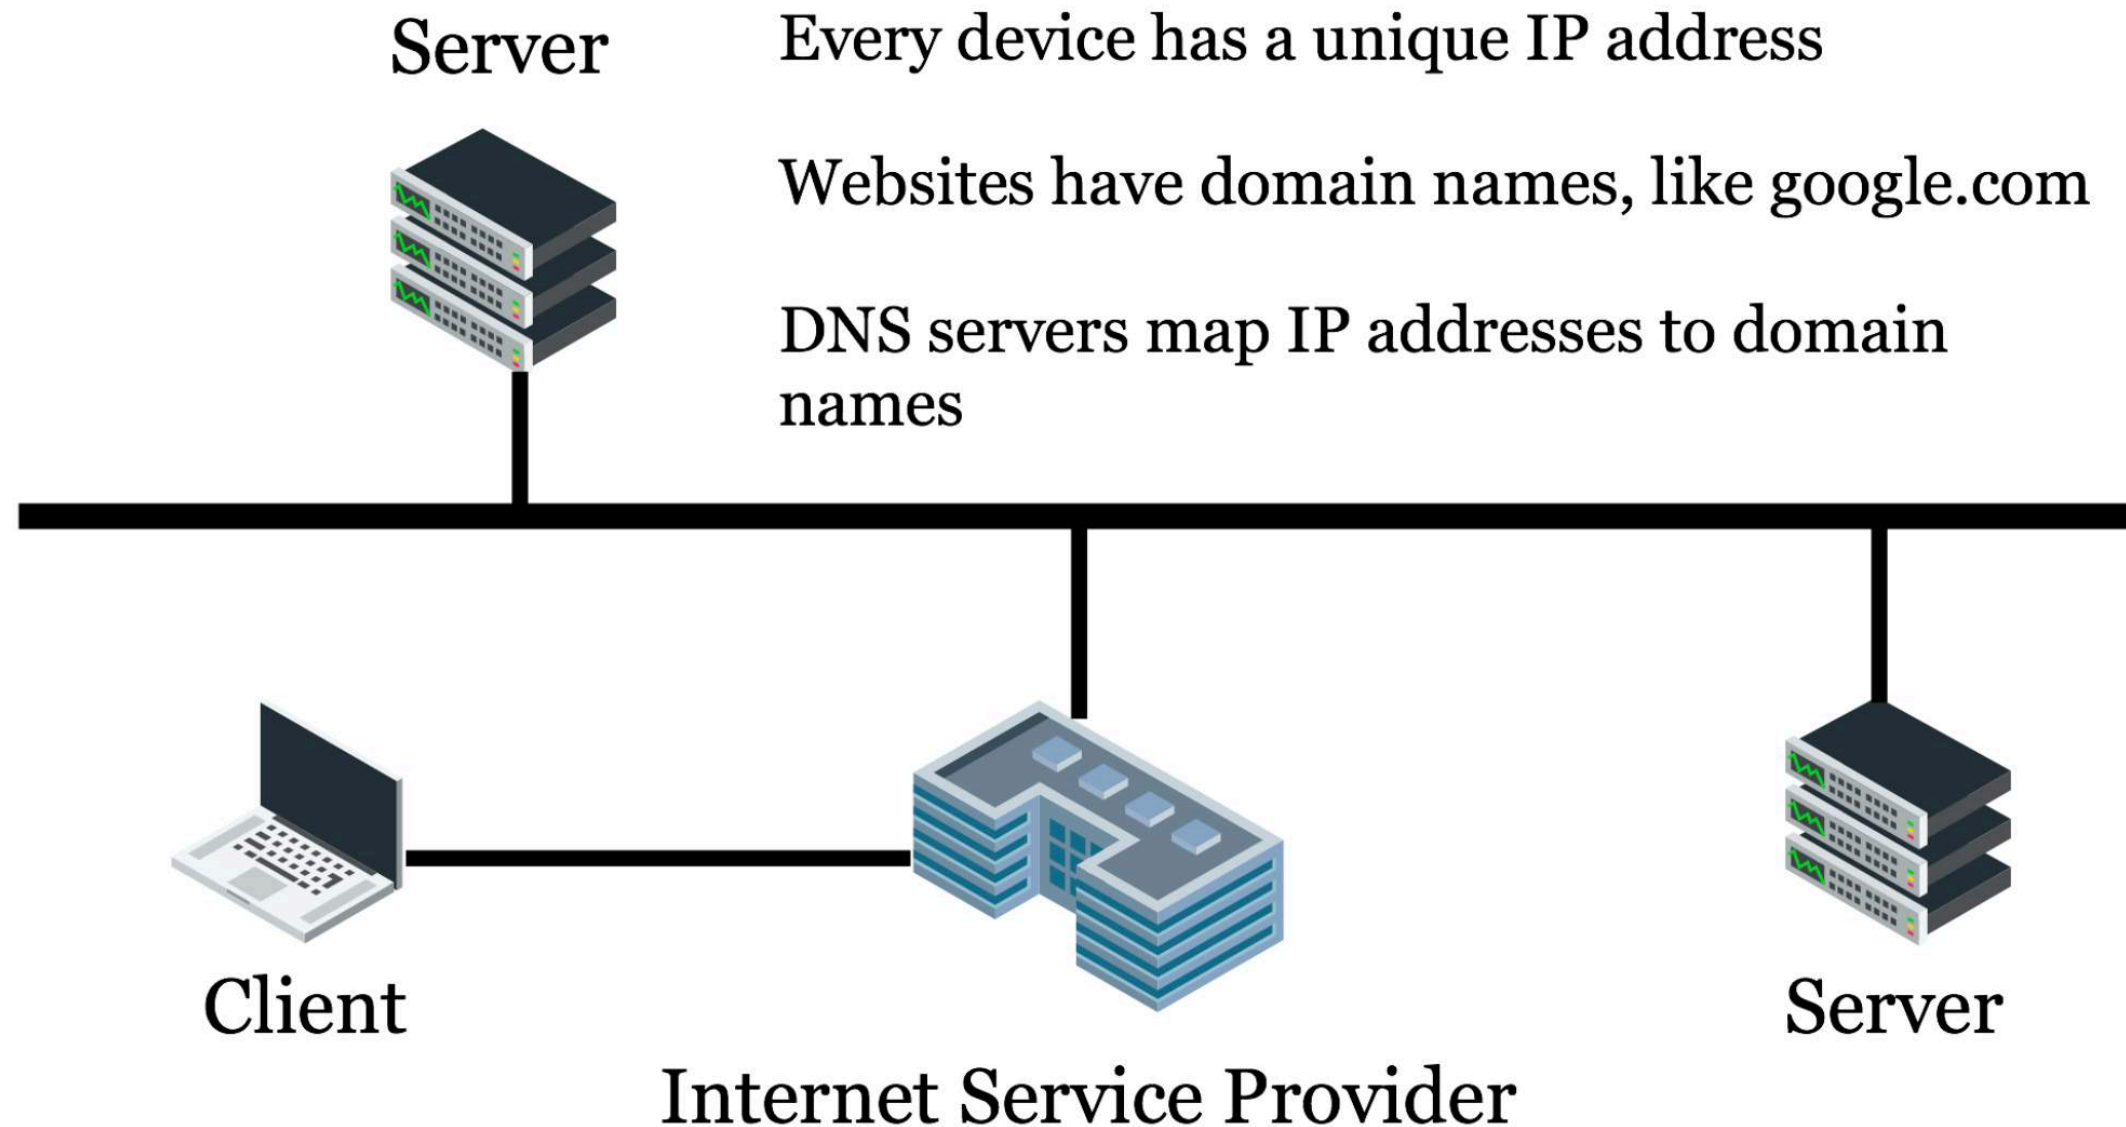 Server
Every device has a unique IP address
Websites have domain names, like google.com
DNS servers map IP addresses to domain
names
Client
Internet Service Provider
Server